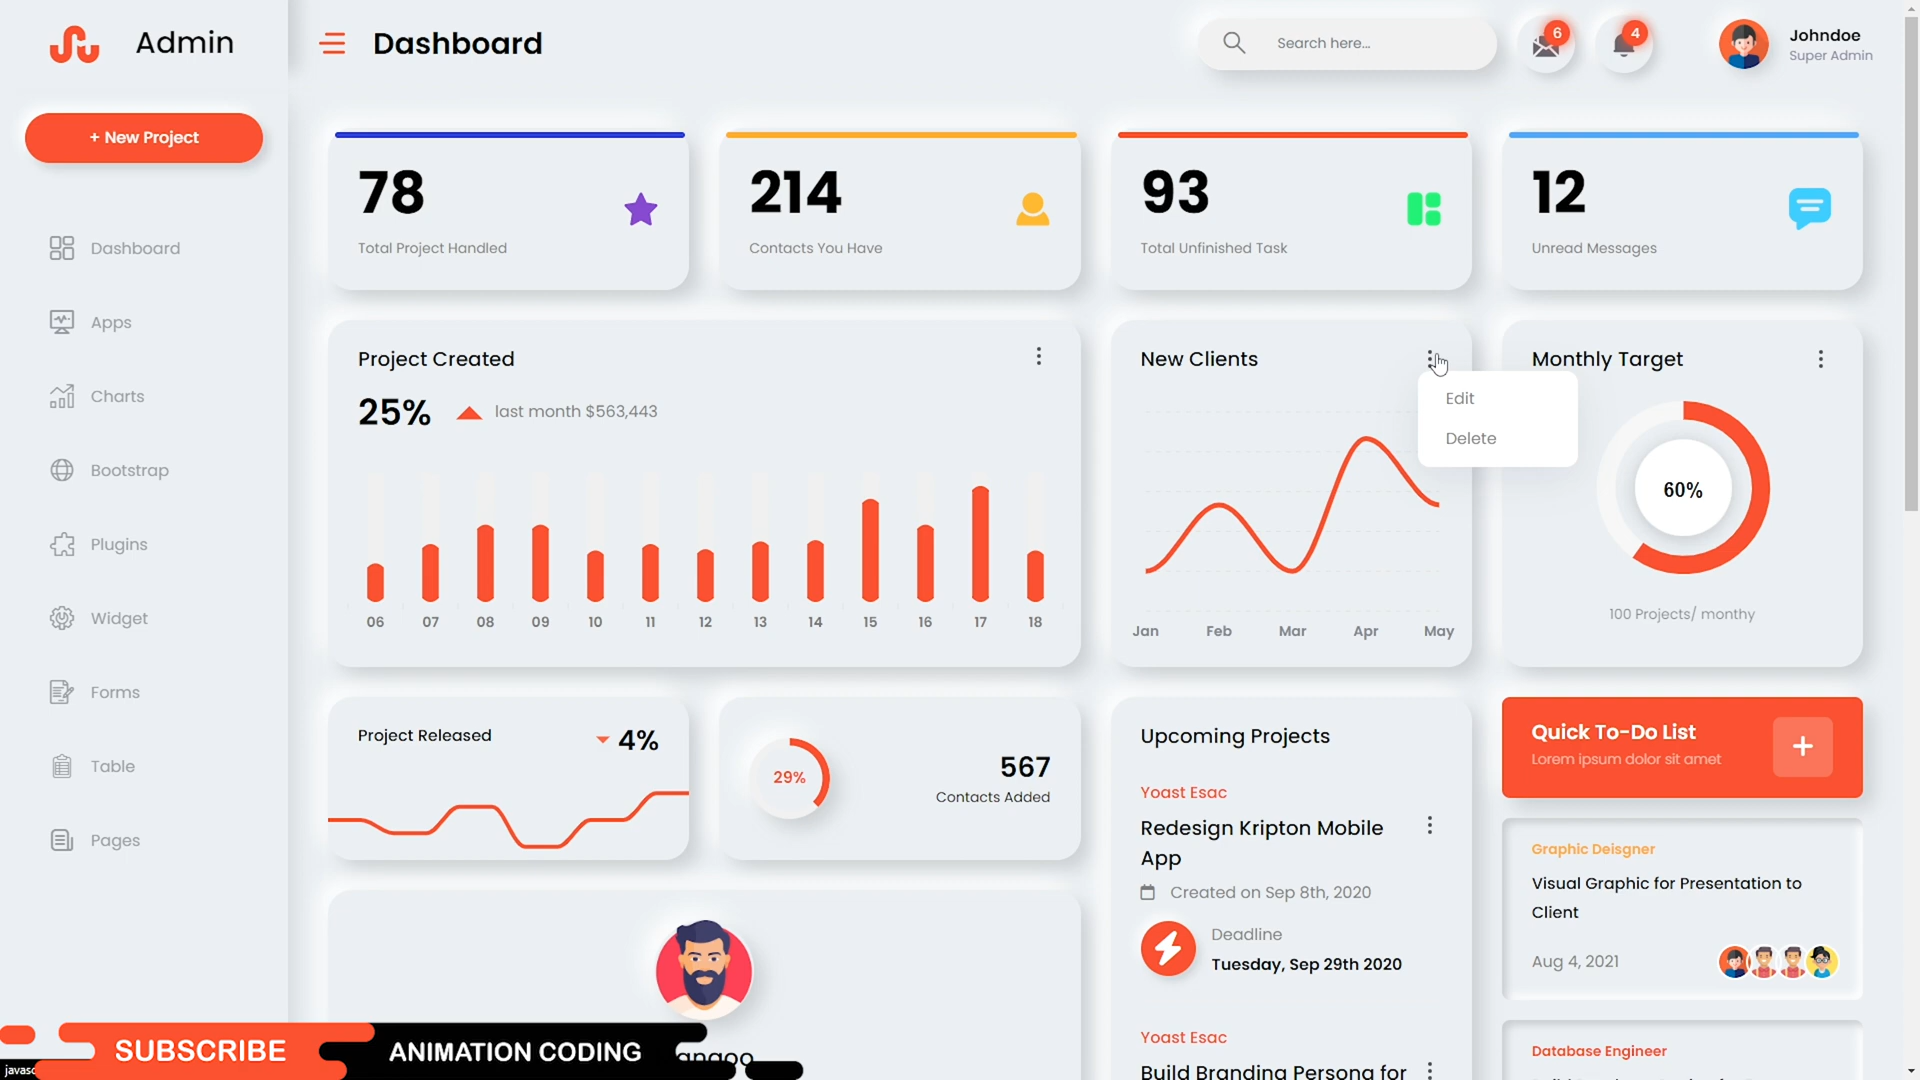 Admin
Dashboard
Search here...
6
4
Johndoe
Super Admin
+ New Project
Dashboard
Apps
Charts
Bootstrap
Plugins
Widget
Forms
Table
Pages
78
Total Project Handled
214
Contacts You Have
93
Total Unfinished Task
12
Unread Messages
Project Created
25%
last month $563,443
06 07 08 09 10 11 12 13 14 15 16 17 18
New Clients
Edit
Delete
Jan Feb Mar Apr May
Monthly Target
60%
100 Projects/ monthy
Project Released
4%
29%
567
Contacts Added
Upcoming Projects
Yoast Esac
Redesign Kripton Mobile
App
Created on Sep 8th, 2020
Deadline
Tuesday, Sep 29th 2020
Yoast Esac
Build Branding Persona for
Quick To-Do List
Lorem ipsum dolor sit amet
+
Graphic Deisgner
Visual Graphic for Presentation to
Client
Aug 4, 2021
Database Engineer
SUBSCRIBE
ANIMATION CODING